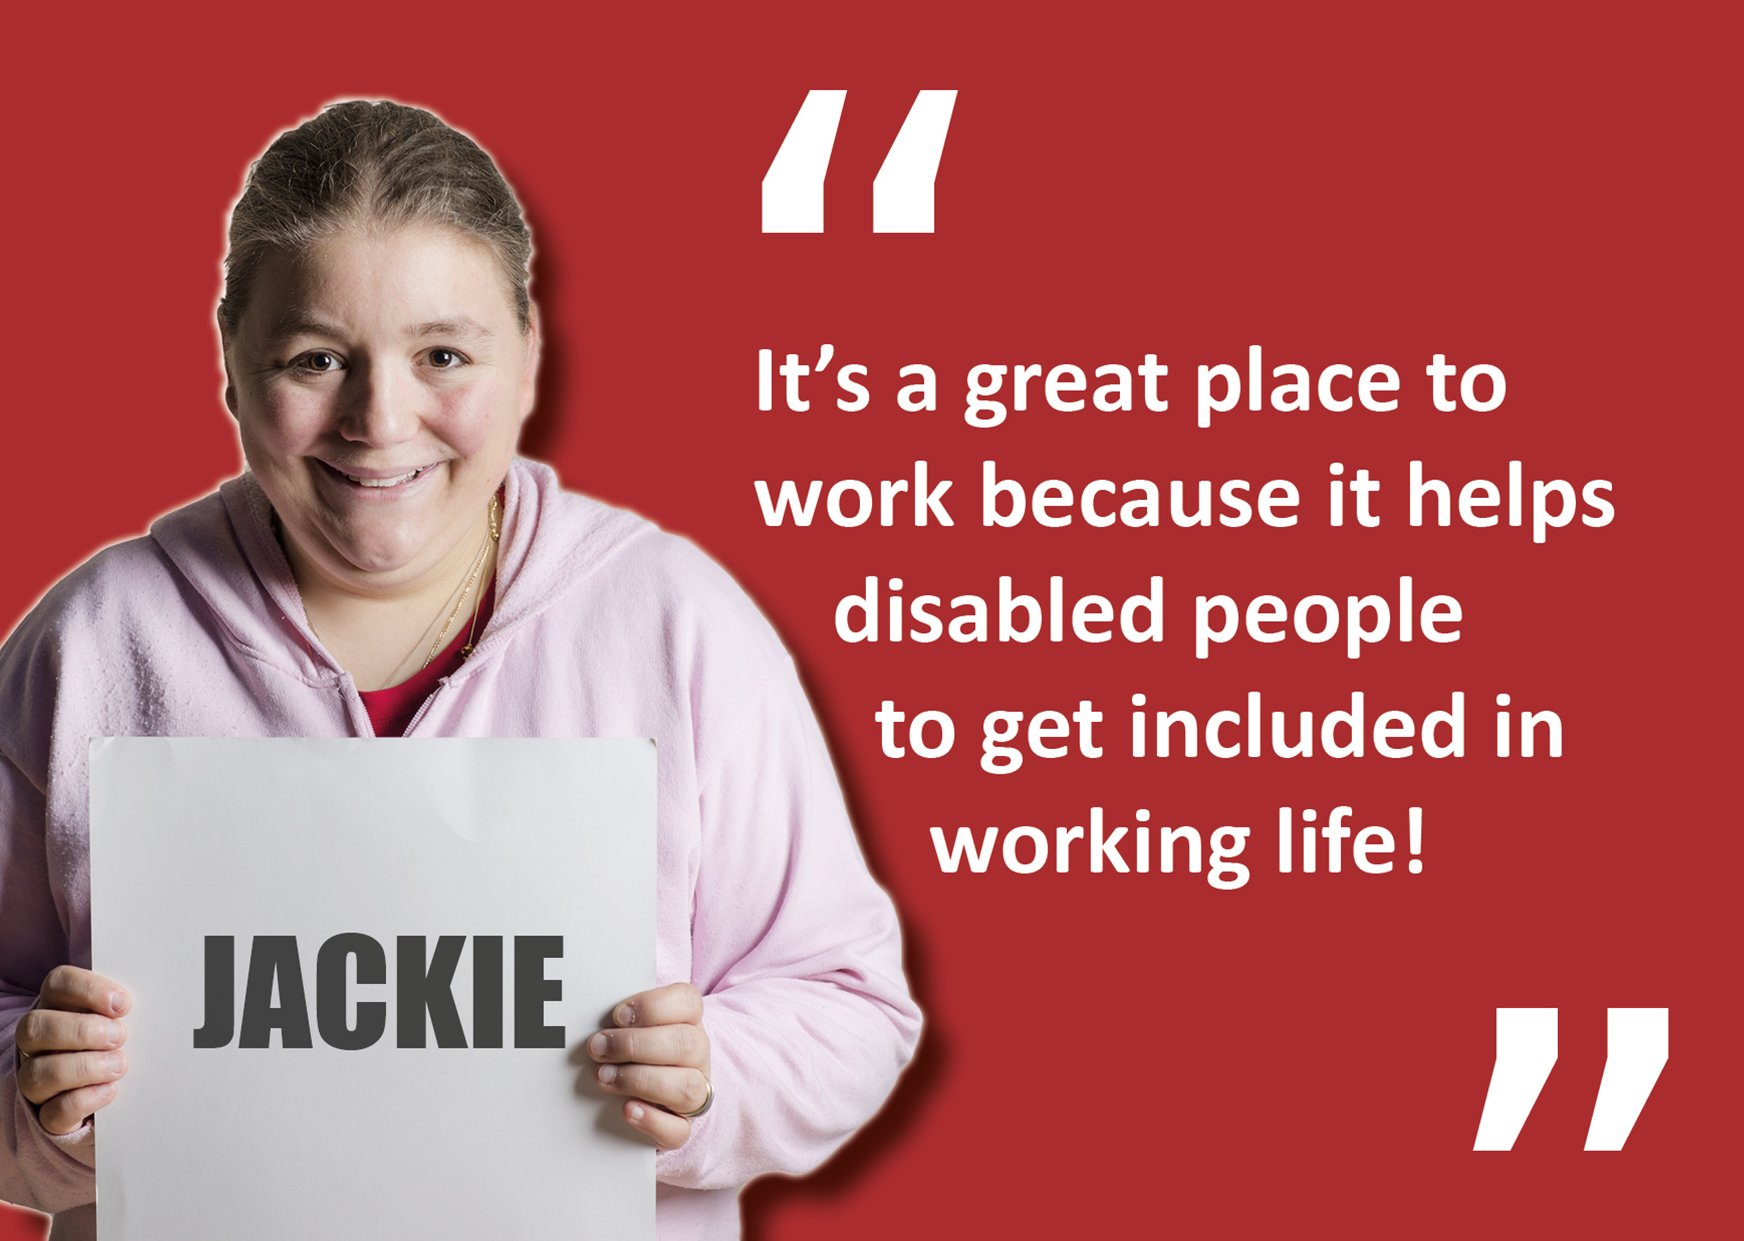 “
It’s a great place to
work because it helps
disabled people
to get included in
working life!
”
JACKIE